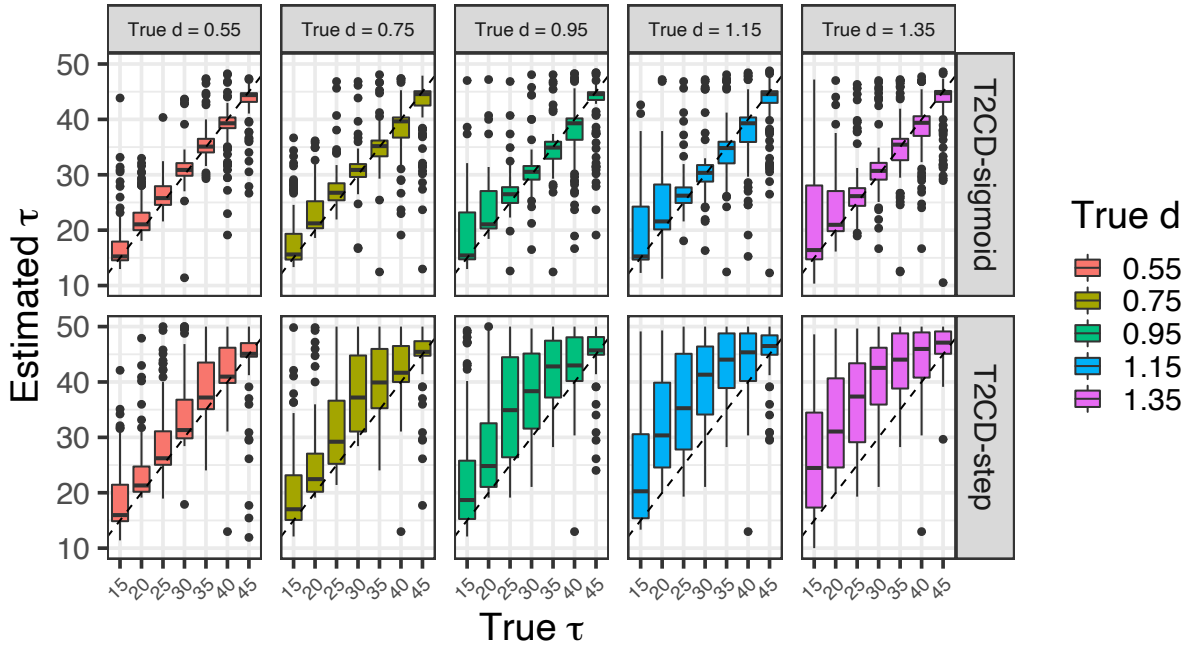 True d = 0.55
True d = 0.75
True d = 0.95
True d = 1.15
True d = 1.35
Estimated τ
50
40
30
20
10
T2CD-sigmoid
50
40
30
20
10
T2CD-step
15 20 25 30 35 40 45
15 20 25 30 35 40 45
15 20 25 30 35 40 45
15 20 25 30 35 40 45
15 20 25 30 35 40 45
True τ
True d
0.55
0.75
0.95
1.15
1.35